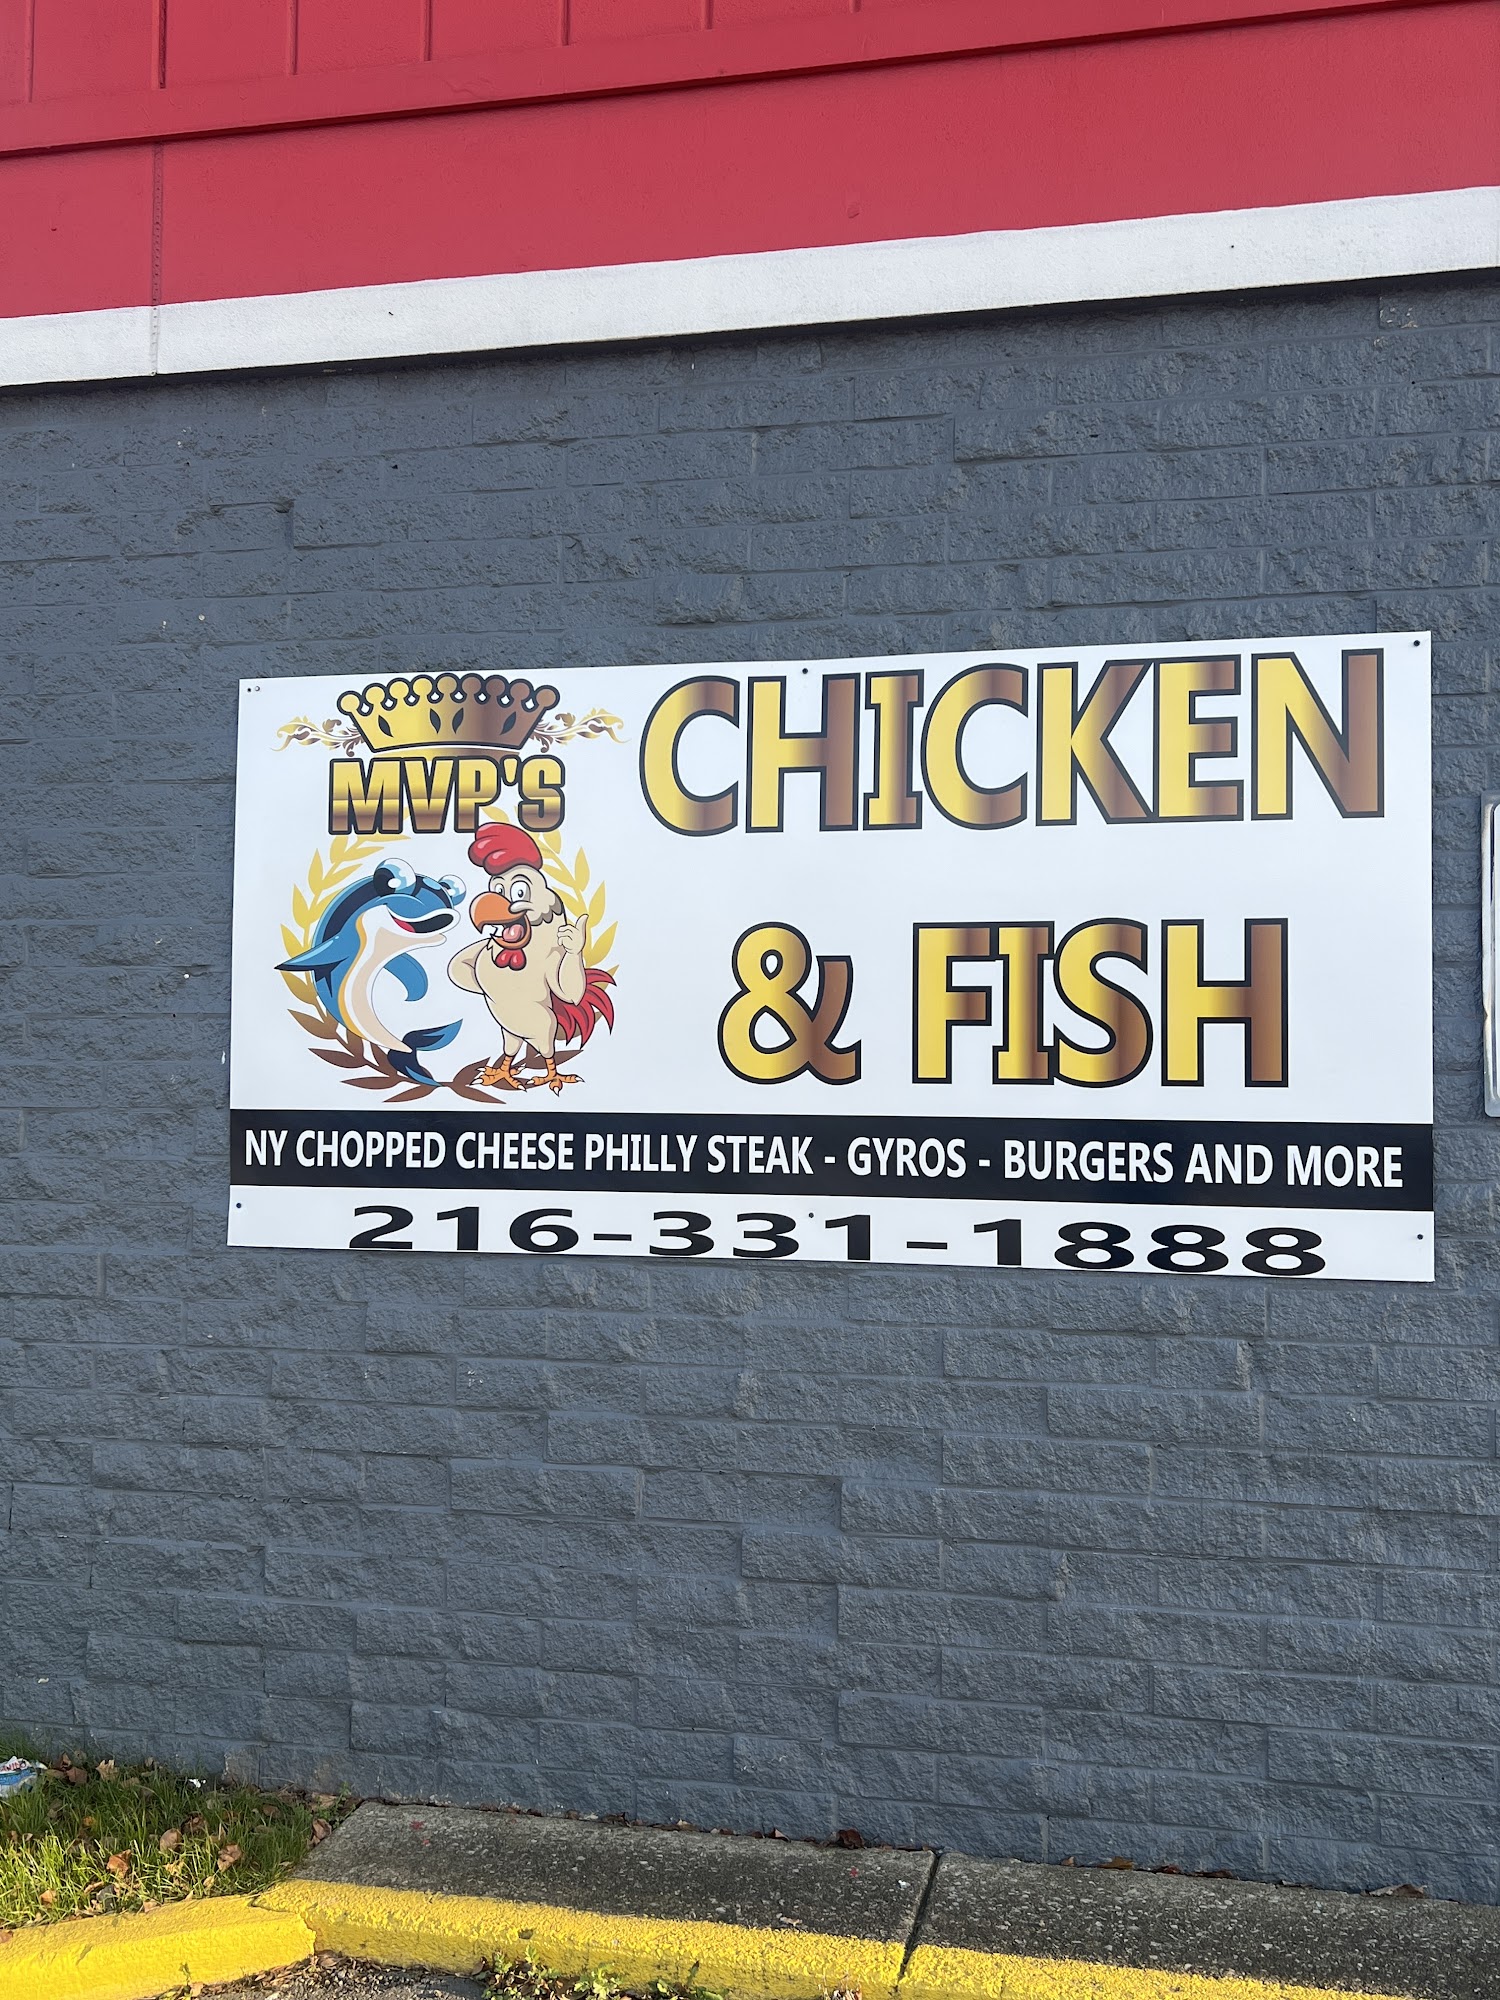 MVP'S
CHICKEN
& FISH
NY CHOPPED CHEESE PHILLY STEAK - GYROS - BURGERS AND MORE
216-331-1888